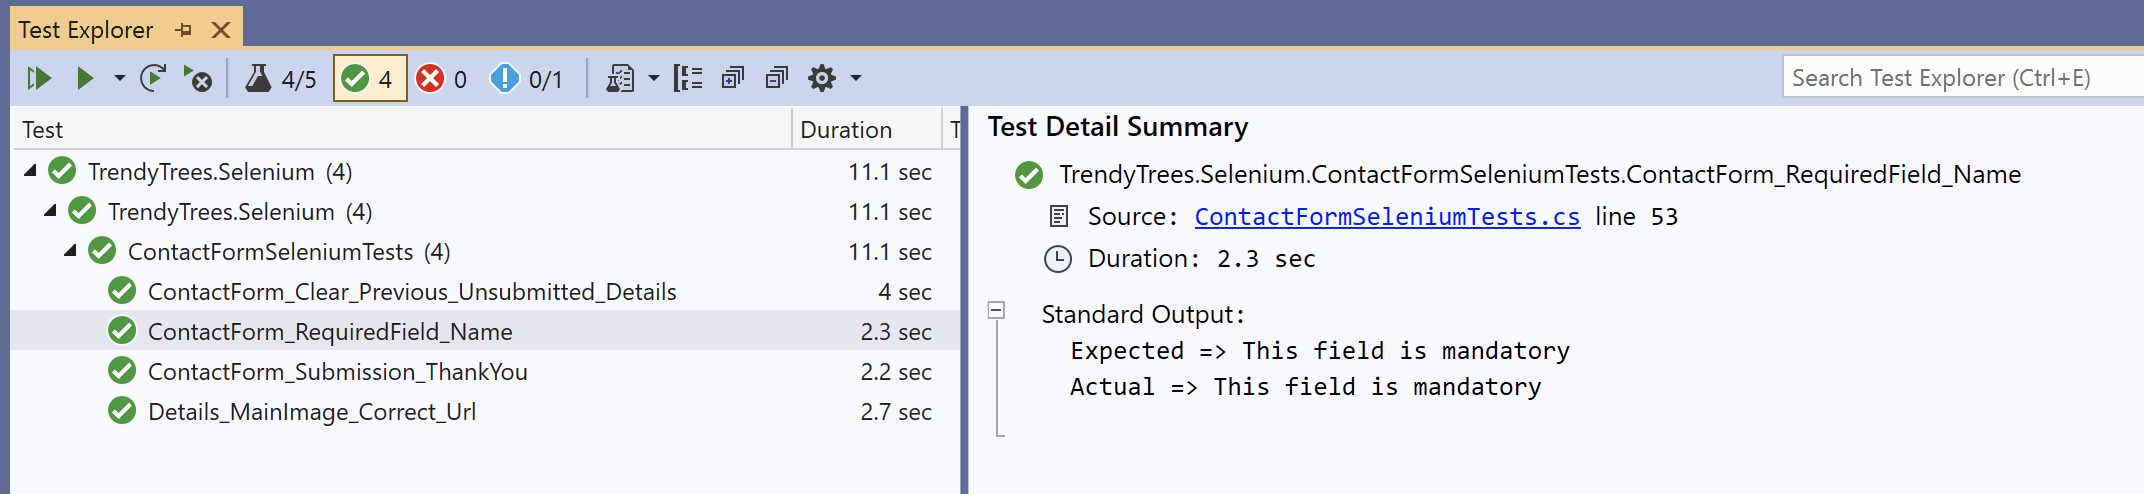 Test Explorer
4/5 4 0 0/1
Search Test Explorer (Ctrl+E)
Test Duration T
TrendyTrees.Selenium (4) 11.1 sec
TrendyTrees.Selenium (4) 11.1 sec
ContactFormSeleniumTests (4) 11.1 sec
ContactForm_Clear_Previous_Unsubmitted_Details 4 sec
ContactForm_RequiredField_Name 2.3 sec
ContactForm_Submission_ThankYou 2.2 sec
Details_MainImage_Correct_Url 2.7 sec
Test Detail Summary
TrendyTrees.Selenium.ContactFormSeleniumTests.ContactForm_RequiredField_Name
Source: ContactFormSeleniumTests.cs line 53
Duration: 2.3 sec
Standard Output:
Expected => This field is mandatory
Actual => This field is mandatory